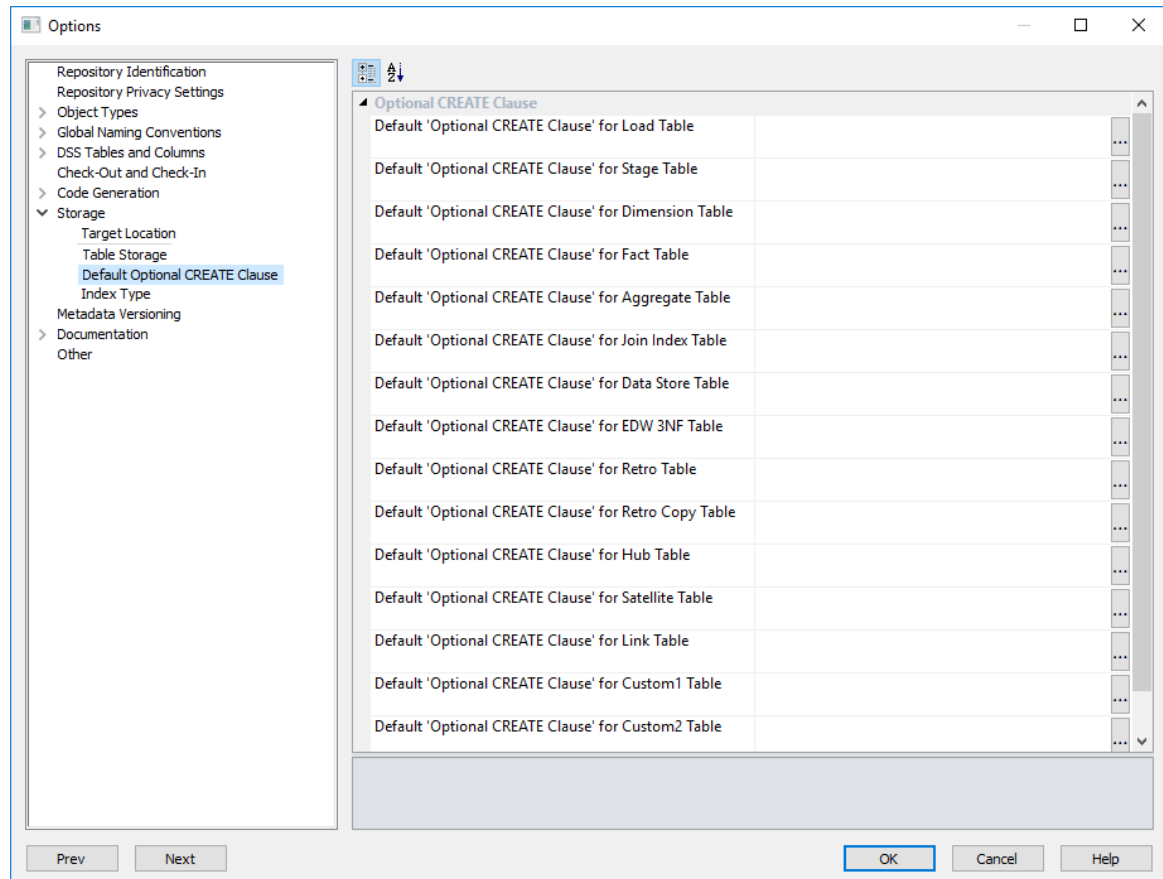 Options
Repository Identification
Repository Privacy Settings
Object Types
Global Naming Conventions
DSS Tables and Columns
Check-Out and Check-In
Code Generation
Storage
Target Location
Table Storage
Default Optional CREATE Clause
Index Type
Metadata Versioning
Documentation
Other
Optional CREATE Clause
Default 'Optional CREATE Clause' for Load Table
...
Default 'Optional CREATE Clause' for Stage Table
...
Default 'Optional CREATE Clause' for Dimension Table
...
Default 'Optional CREATE Clause' for Fact Table
...
Default 'Optional CREATE Clause' for Aggregate Table
...
Default 'Optional CREATE Clause' for Join Index Table
...
Default 'Optional CREATE Clause' for Data Store Table
...
Default 'Optional CREATE Clause' for EDW 3NF Table
...
Default 'Optional CREATE Clause' for Retro Table
...
Default 'Optional CREATE Clause' for Retro Copy Table
...
Default 'Optional CREATE Clause' for Hub Table
...
Default 'Optional CREATE Clause' for Satellite Table
...
Default 'Optional CREATE Clause' for Link Table
...
Default 'Optional CREATE Clause' for Custom1 Table
...
Default 'Optional CREATE Clause' for Custom2 Table
...
Prev
Next
OK
Cancel
Help